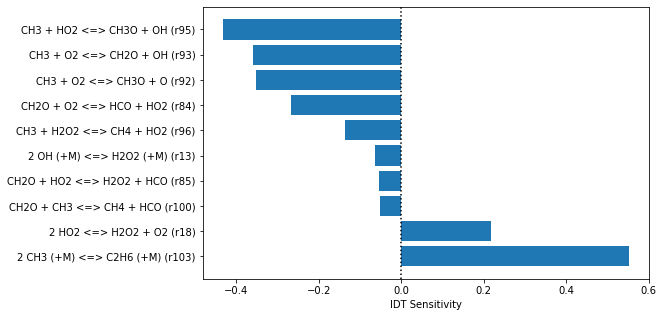 CH3 + HO2 <=> CH3O + OH (r95)
CH3 + O2 <=> CH2O + OH (r93)
CH3 + O2 <=> CH3O + O (r92)
CH2O + O2 <=> HCO + HO2 (r84)
CH3 + H2O2 <=> CH4 + HO2 (r96)
2 OH (+M) <=> H2O2 (+M) (r13)
CH2O + HO2 <=> H2O2 + HCO (r85)
CH2O + CH3 <=> CH4 + HCO (r100)
2 HO2 <=> H2O2 + O2 (r18)
2 CH3 (+M) <=> C2H6 (+M) (r103)
−0.4 −0.2 0.0 0.2 0.4 0.6
IDT Sensitivity